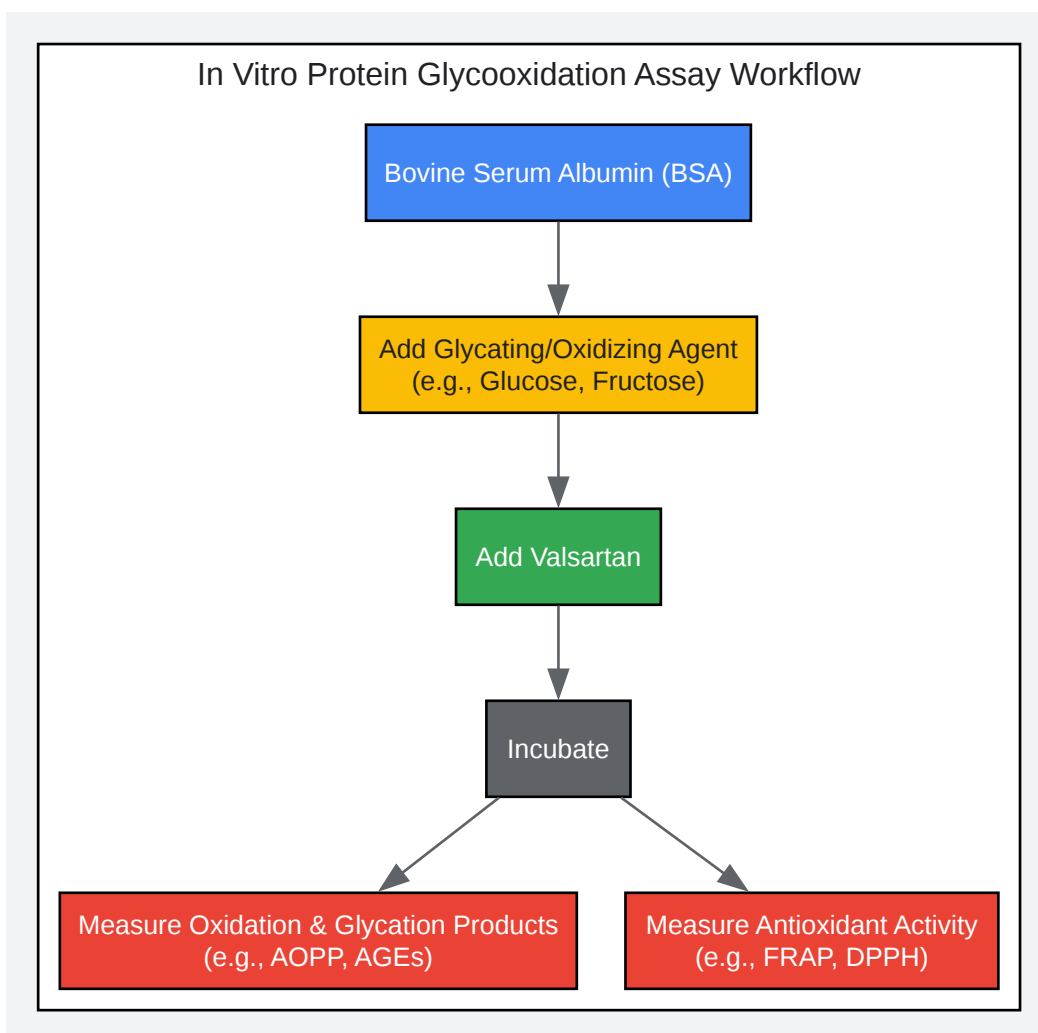 In Vitro Protein Glycooxidation Assay Workflow
Bovine Serum Albumin (BSA)
Add Glycating/Oxidizing Agent
(e.g., Glucose, Fructose)
Add Valsartan
Incubate
Measure Oxidation & Glycation Products
(e.g., AOPP, AGEs)
Measure Antioxidant Activity
(e.g., FRAP, DPPH)